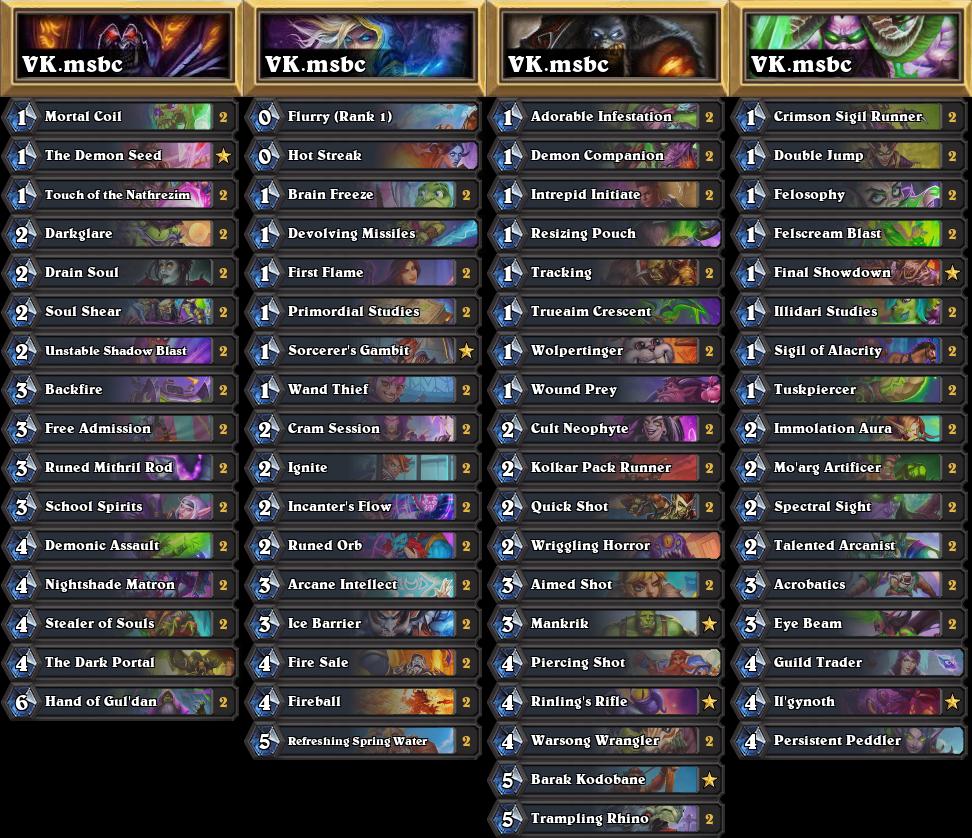 VK.msbc
1 Mortal Coil 2
1 The Demon Seed
1 Touch of the Nathrezim 2
2 Darkglare 2
2 Drain Soul 2
2 Soul Shear 2
2 Unstable Shadow Blast 2
3 Backfire 2
3 Free Admission 2
3 Runed Mithril Rod 2
3 School Spirits 2
4 Demonic Assault 2
4 Nightshade Matron 2
4 Stealer of Souls 2
4 The Dark Portal
6 Hand of Gul'dan 2
VK.msbc
0 Flurry (Rank 1)
0 Hot Streak
1 Brain Freeze 2
1 Devolving Missiles
1 First Flame 2
1 Primordial Studies 2
1 Sorcerer's Gambit
1 Wand Thief 2
2 Cram Session 2
2 Ignite 2
2 Incanter's Flow 2
2 Runed Orb 2
3 Arcane Intellect 2
3 Ice Barrier 2
4 Fire Sale 2
4 Fireball 2
5 Refreshing Spring Water 2
VK.msbc
1 Adorable Infestation 2
1 Demon Companion 2
1 Intrepid Initiate 2
1 Resizing Pouch
1 Tracking 2
1 Trueaim Crescent
1 Wolpertinger 2
1 Wound Prey
2 Cult Neophyte 2
2 Kolkar Pack Runner 2
2 Quick Shot 2
2 Wriggling Horror
3 Aimed Shot 2
3 Mankrik
4 Piercing Shot
4 Rinling's Rifle
4 Warsong Wrangler 2
5 Barak Kodobane
5 Trampling Rhino 2
VK.msbc
1 Crimson Sigil Runner 2
1 Double Jump 2
1 Felosophy 2
1 Felscream Blast 2
1 Final Showdown
1 Illidari Studies 2
1 Sigil of Alacrity 2
1 Tuskpiercer 2
2 Immolation Aura 2
2 Mo'arg Artificer 2
2 Spectral Sight 2
2 Talented Arcanist 2
3 Acrobatics 2
3 Eye Beam 2
4 Guild Trader
4 Il'gynoth
4 Persistent Peddler